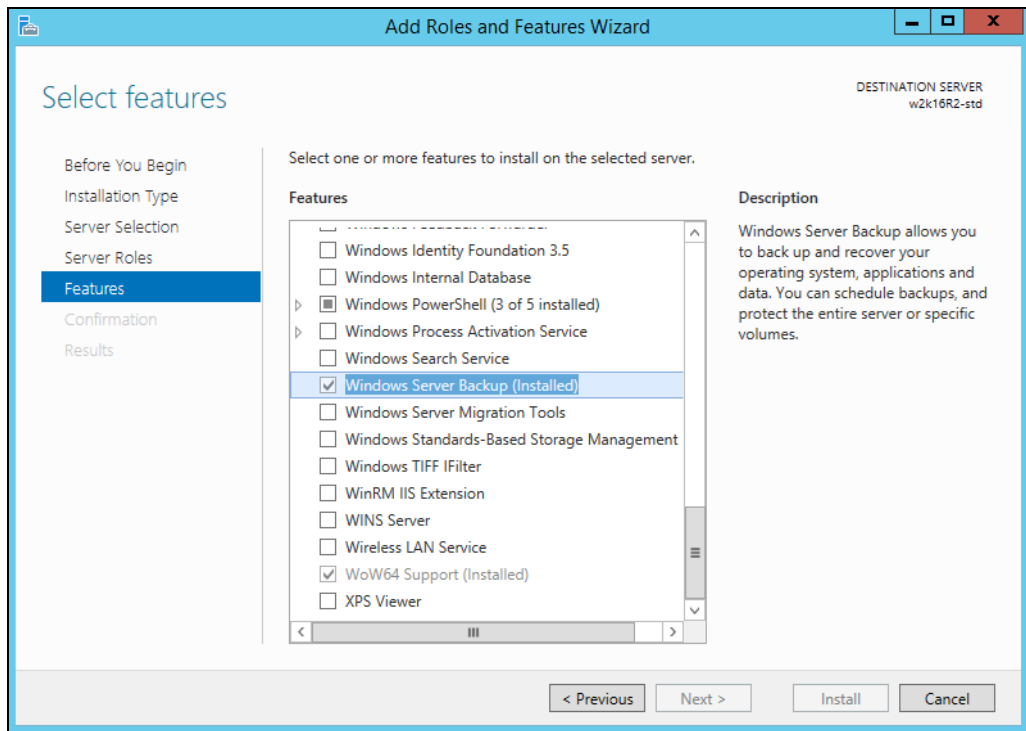 Add Roles and Features Wizard
Select features
DESTINATION SERVER
w2k16R2-std
Before You Begin
Installation Type
Server Selection
Server Roles
Features
Confirmation
Results
Select one or more features to install on the selected server.
Features
Windows Identity Foundation 3.5
Windows Internal Database
Windows PowerShell (3 of 5 installed)
Windows Process Activation Service
Windows Search Service
Windows Server Backup (Installed)
Windows Server Migration Tools
Windows Standards-Based Storage Management
Windows TIFF IFilter
WinRM IIS Extension
WINS Server
Wireless LAN Service
WoW64 Support (Installed)
XPS Viewer
Description
Windows Server Backup allows you
to back up and recover your
operating system, applications and
data. You can schedule backups, and
protect the entire server or specific
volumes.
< Previous
Next >
Install
Cancel